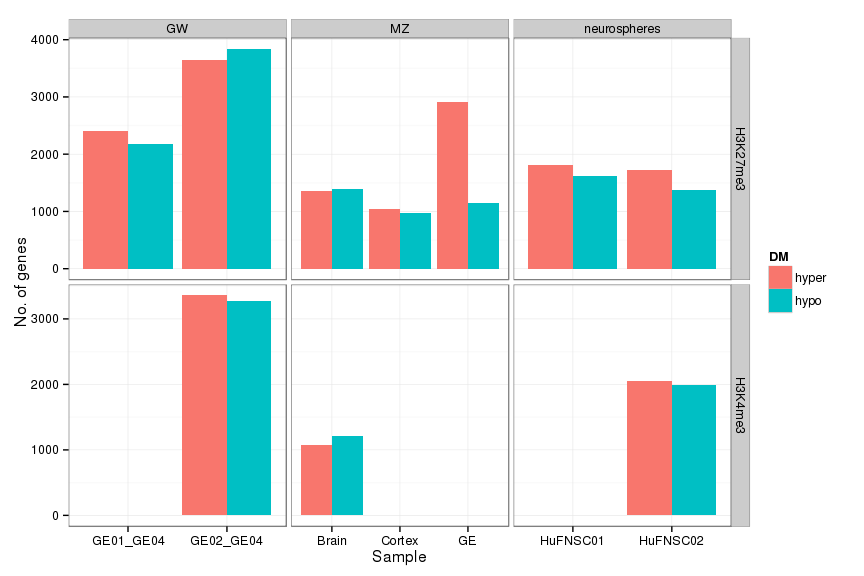 GW MZ neurospheres
4000
3000
2000
1000
0
H3K27me3
3000
2000
1000
0
H3K4me3
No. of genes
GE01_GE04 GE02_GE04 Brain Cortex GE HuFNSC01 HuFNSC02
Sample
DM
hyper
hypo